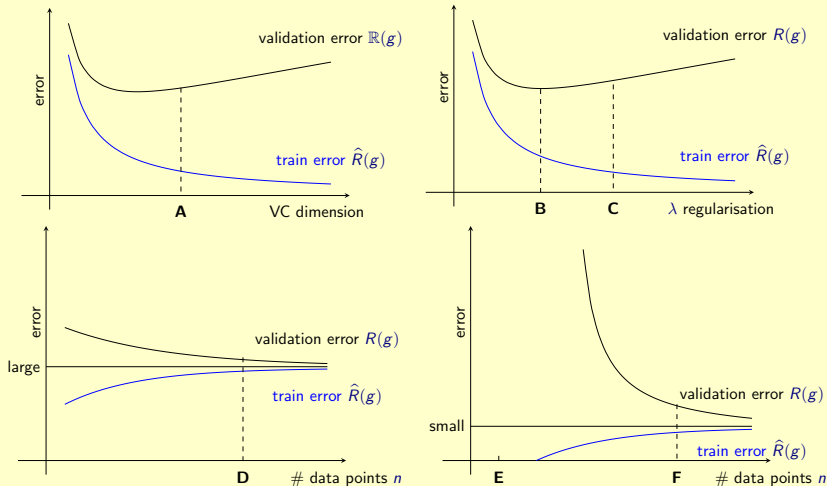 error
validation error ℝ(g)
train error R̂(g)
A
VC dimension
error
validation error R(g)
train error R̂(g)
B
C
λ regularisation
error
validation error R(g)
large
train error R̂(g)
D
# data points n
error
validation error R(g)
small
train error R̂(g)
E
F
# data points n